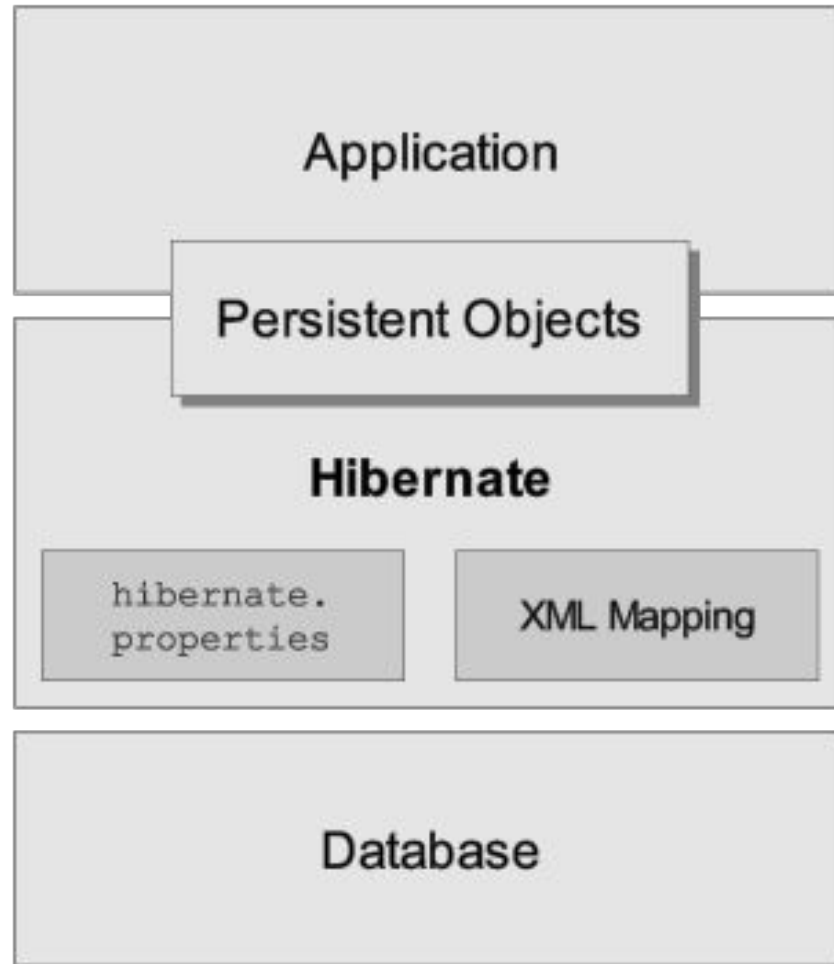 Application
Persistent Objects
Hibernate
hibernate.
properties
XML Mapping
Database